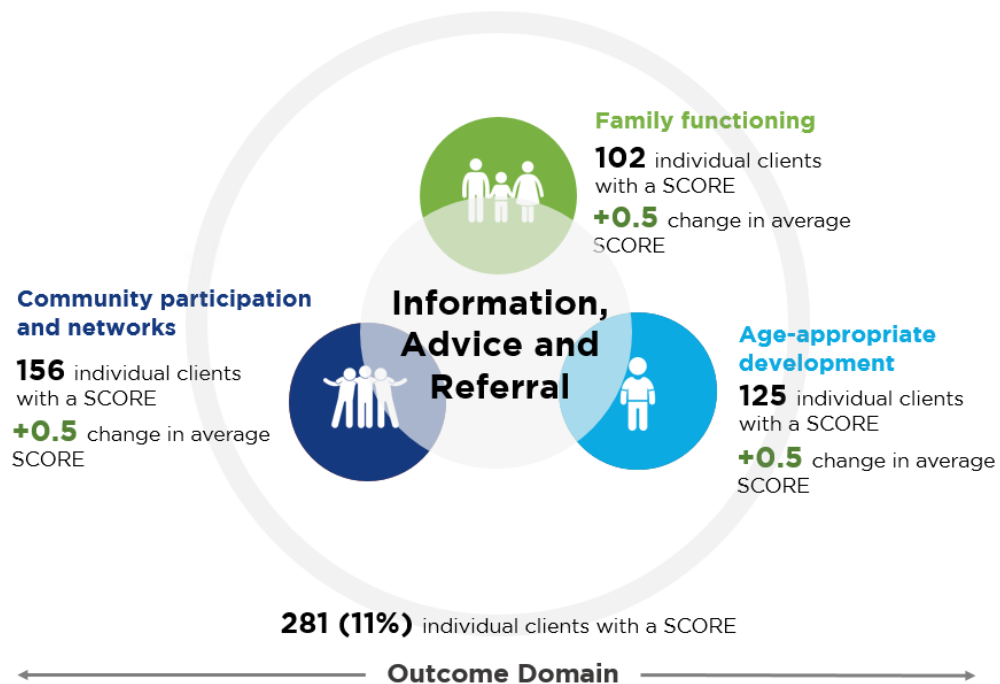 Family functioning
102 individual clients
with a SCORE
+0.5 change in average
SCORE
Information,
Advice and
Referral
Community participation
and networks
156 individual clients
with a SCORE
+0.5 change in average
SCORE
Age-appropriate
development
125 individual clients
with a SCORE
+0.5 change in average
SCORE
281 (11%) individual clients with a SCORE
Outcome Domain